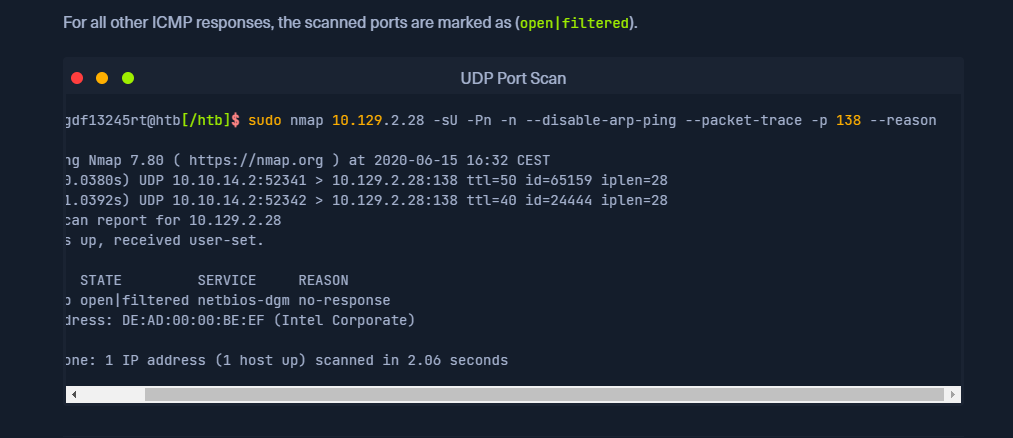 For all other ICMP responses, the scanned ports are marked as (open|filtered).
UDP Port Scan
gdf13245rt@htb[/htb]$ sudo nmap 10.129.2.28 -sU -Pn -n --disable-arp-ping --packet-trace -p 138 --reason
ng Nmap 7.80 ( https://nmap.org ) at 2020-06-15 16:32 CEST
0.0380s) UDP 10.10.14.2:52341 > 10.129.2.28:138 ttl=50 id=65159 iplen=28
1.0392s) UDP 10.10.14.2:52342 > 10.129.2.28:138 ttl=40 id=24444 iplen=28
can report for 10.129.2.28
s up, received user-set.
STATE SERVICE REASON
open|filtered netbios-dgm no-response
dress: DE:AD:00:00:BE:EF (Intel Corporate)
one: 1 IP address (1 host up) scanned in 2.06 seconds